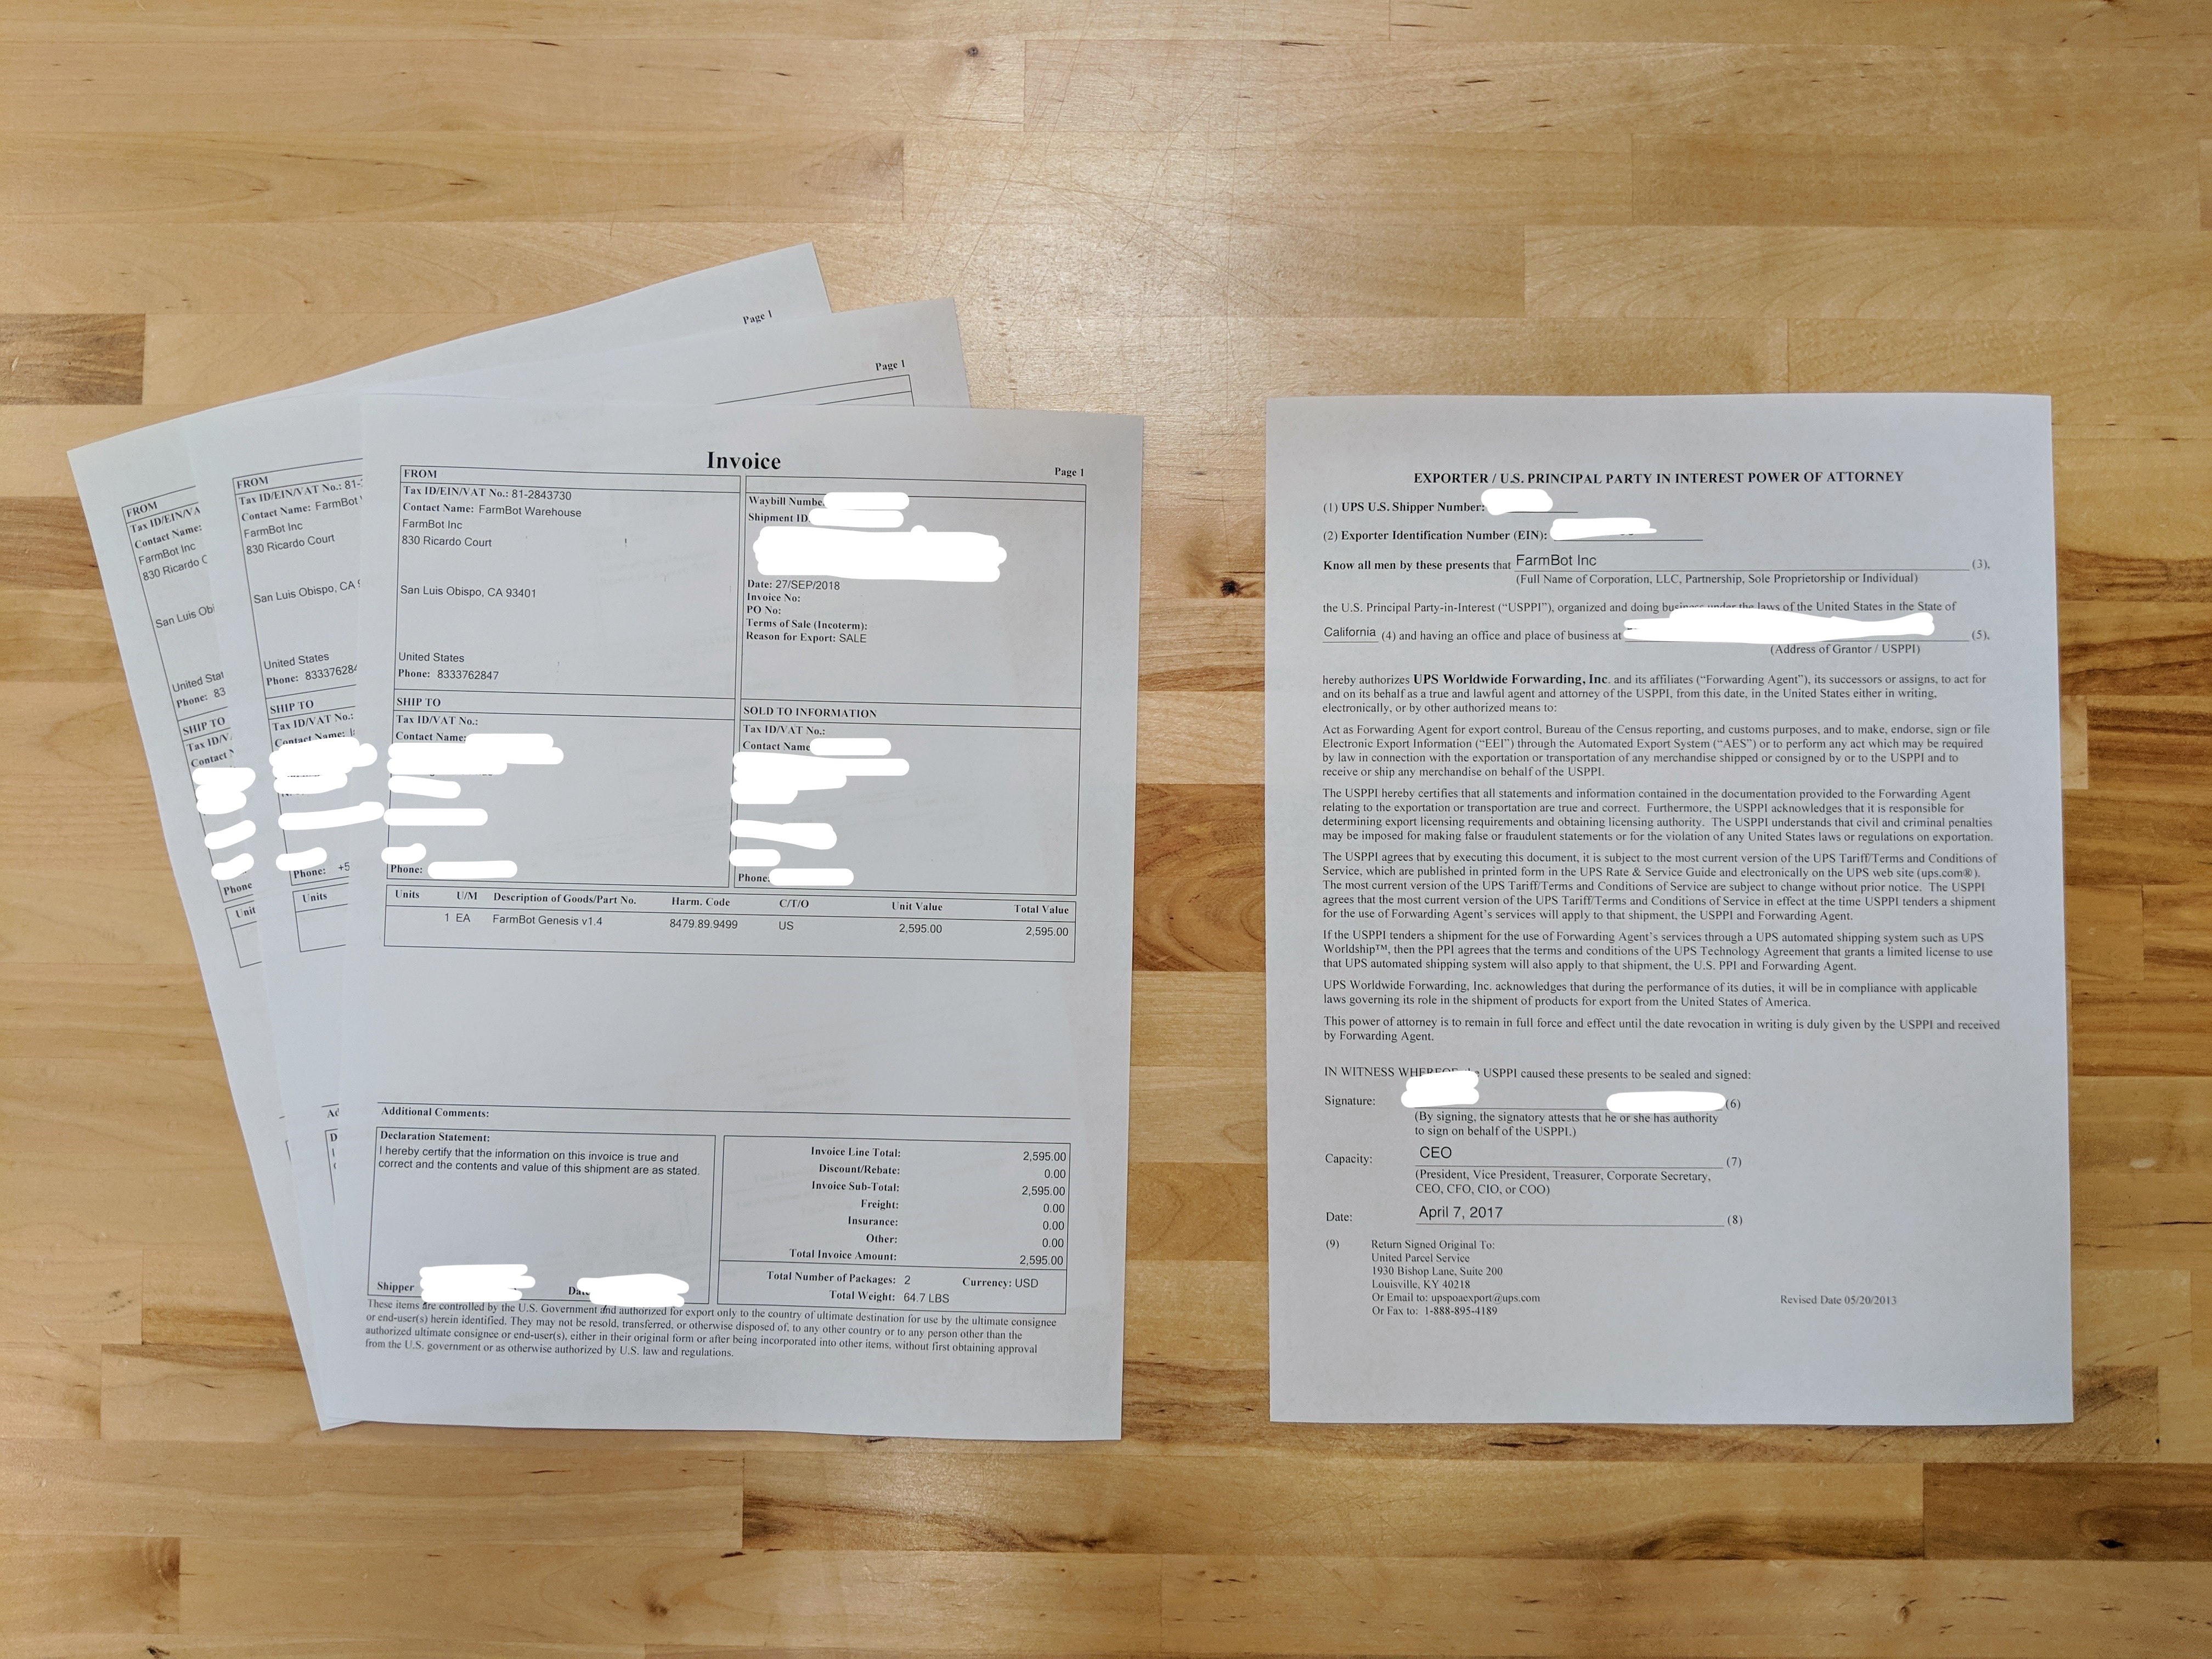 Page 1
FROM
Tax ID/EIN/VA
Contact Name:
FarmBot Inc
830 Ricardo C
San Luis Obi
United Stat
Phone: 83
SHIP TO
Tax ID/V
Contact
Phone
Unit
Page 1
FROM
Tax ID/EIN/VAT No.: 81-
Contact Name: FarmBot
FarmBot Inc
830 Ricardo Court
San Luis Obispo, CA
United States
Phone: 83337628
SHIP TO
Tax ID/VAT No.:
Contact Name:
Phone: +5
Units
Invoice
Page 1
FROM
Tax ID/EIN/VAT No.: 81-2843730
Contact Name: FarmBot Warehouse
FarmBot Inc
830 Ricardo Court
San Luis Obispo, CA 93401
United States
Phone: 8333762847
Waybill Numbe
Shipment ID
Date: 27/SEP/2018
Invoice No:
PO No:
Terms of Sale (Incoterm):
Reason for Export: SALE
SHIP TO
Tax ID/VAT No.:
Contact Name:
Phone:
SOLD TO INFORMATION
Tax ID/VAT No.:
Contact Name
Phone:
Units U/M Description of Goods/Part No. Harm. Code C/T/O Unit Value Total Value
1 EA FarmBot Genesis v1.4 8479.89.9499 US 2,595.00 2,595.00
Additional Comments:
Declaration Statement:
I hereby certify that the information on this invoice is true and
correct and the contents and value of this shipment are as stated.
Shipper Dat
Invoice Line Total: 2,595.00
Discount/Rebate: 0.00
Invoice Sub-Total: 2,595.00
Freight: 0.00
Insurance: 0.00
Other: 0.00
Total Invoice Amount: 2,595.00
Total Number of Packages: 2 Currency: USD
Total Weight: 64.7 LBS
These items are controlled by the U.S. Government and authorized for export only to the country of ultimate destination for use by the ultimate consignee
or end-user(s) herein identified. They may not be resold, transferred, or otherwise disposed of, to any other country or to any person other than the
authorized ultimate consignee or end-user(s), either in their original form or after being incorporated into other items, without first obtaining approval
from the U.S. government or as otherwise authorized by U.S. law and regulations.
EXPORTER / U.S. PRINCIPAL PARTY IN INTEREST POWER OF ATTORNEY
(1) UPS U.S. Shipper Number:
(2) Exporter Identification Number (EIN):
Know all men by these presents that FarmBot Inc (3),
(Full Name of Corporation, LLC, Partnership, Sole Proprietorship or Individual)
the U.S. Principal Party-in-Interest (“USPPI”), organized and doing business under the laws of the United States in the State of
California (4) and having an office and place of business at (5),
(Address of Grantor / USPPI)
hereby authorizes UPS Worldwide Forwarding, Inc. and its affiliates (“Forwarding Agent”), its successors or assigns, to act for
and on its behalf as a true and lawful agent and attorney of the USPPI, from this date, in the United States either in writing,
electronically, or by other authorized means to:
Act as Forwarding Agent for export control, Bureau of the Census reporting, and customs purposes, and to make, endorse, sign or file
Electronic Export Information (“EEI”) through the Automated Export System (“AES”) or to perform any act which may be required
by law in connection with the exportation or transportation of any merchandise shipped or consigned by or to the USPPI and to
receive or ship any merchandise on behalf of the USPPI.
The USPPI hereby certifies that all statements and information contained in the documentation provided to the Forwarding Agent
relating to the exportation or transportation are true and correct. Furthermore, the USPPI acknowledges that it is responsible for
determining export licensing requirements and obtaining licensing authority. The USPPI understands that civil and criminal penalties
may be imposed for making false or fraudulent statements or for the violation of any United States laws or regulations on exportation.
The USPPI agrees that by executing this document, it is subject to the most current version of the UPS Tariff/Terms and Conditions of
Service, which are published in printed form in the UPS Rate & Service Guide and electronically on the UPS web site (ups.com®).
The most current version of the UPS Tariff/Terms and Conditions of Service are subject to change without prior notice. The USPPI
agrees that the most current version of the UPS Tariff/Terms and Conditions of Service in effect at the time USPPI tenders a shipment
for the use of Forwarding Agent's services will apply to that shipment, the USPPI and Forwarding Agent.
If the USPPI tenders a shipment for the use of Forwarding Agent's services through a UPS automated shipping system such as UPS
Worldship™, then the PPI agrees that the terms and conditions of the UPS Technology Agreement that grants a limited license to use
that UPS automated shipping system will also apply to that shipment, the U.S. PPI and Forwarding Agent.
UPS Worldwide Forwarding, Inc. acknowledges that during the performance of its duties, it will be in compliance with applicable
laws governing its role in the shipment of products for export from the United States of America.
This power of attorney is to remain in full force and effect until the date revocation in writing is duly given by the USPPI and received
by Forwarding Agent.
IN WITNESS WHEREOF USPPI caused these presents to be sealed and signed:
Signature: (6)
(By signing, the signatory attests that he or she has authority
to sign on behalf of the USPPI.)
Capacity: CEO (7)
(President, Vice President, Treasurer, Corporate Secretary,
CEO, CFO, CIO, or COO)
Date: April 7, 2017 (8)
(9) Return Signed Original To:
United Parcel Service
1930 Bishop Lane, Suite 200
Louisville, KY 40218
Or Email to: upspoaexport@ups.com
Or Fax to: 1-888-895-4189
Revised Date 05/20/2013